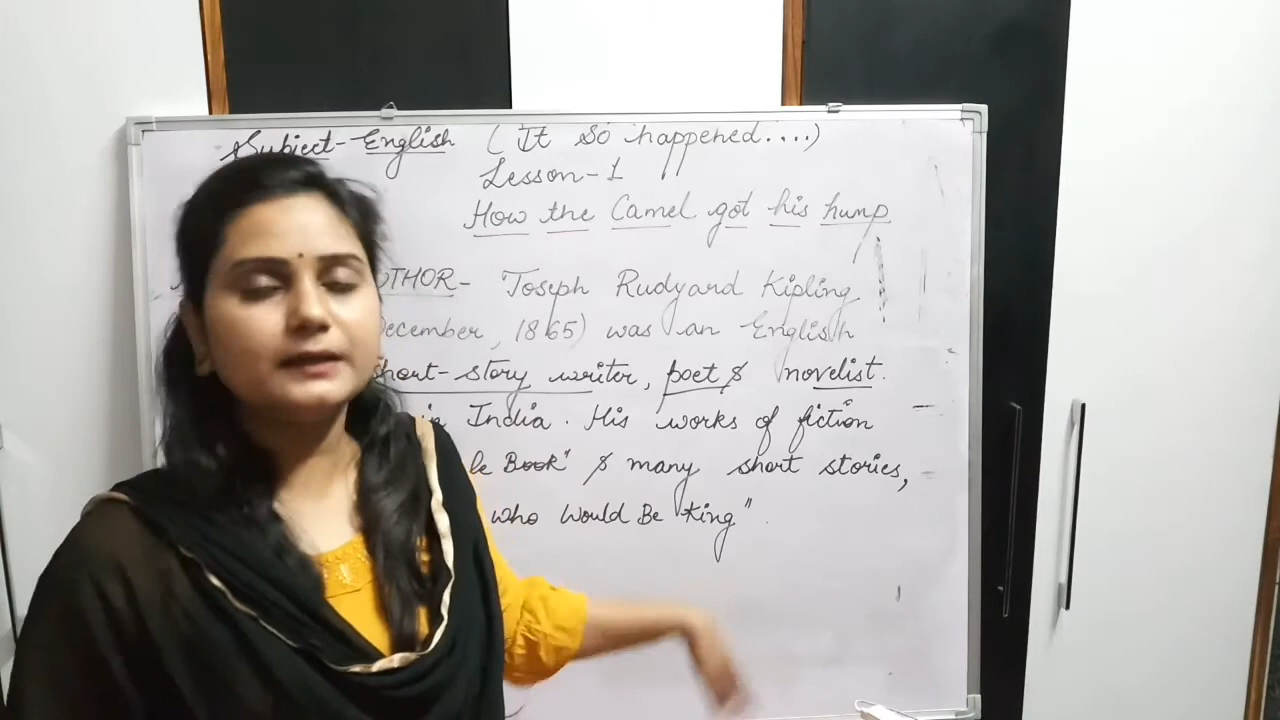 Subject-English (It So happened....)
Lesson-1
How the Camel got his hump
THOR- Joseph Rudyard Kipling
ecember, 1865) was an English
short-story writer, poet & novelist.
in India. His works of fiction
le Book" & many short stories,
who Would Be King".